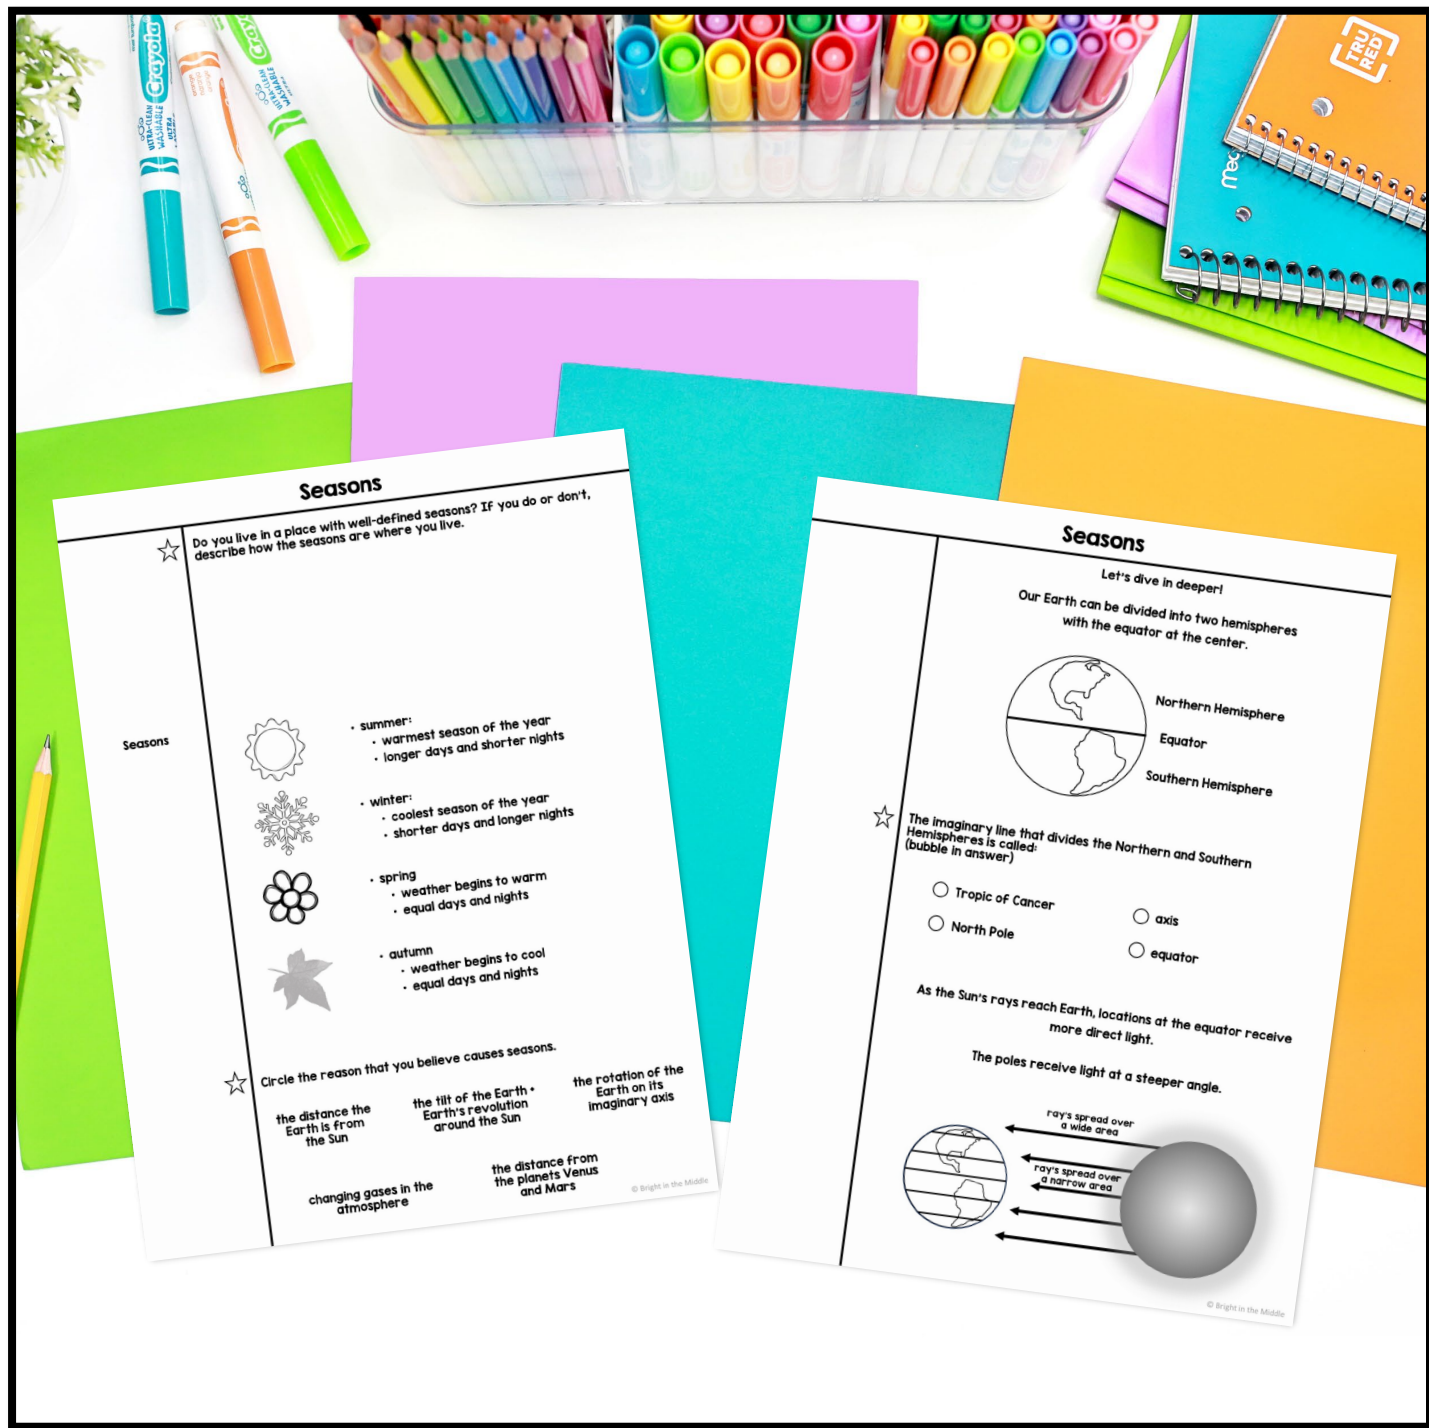 Crayola
ULTRA-CLEAN
WASHABLE
ULTRA
Crayola
ULTRA-CLEAN
WASHABLE
TRU
RED
Seasons
Do you live in a place with well-defined seasons? If you do or don't,
describe how the seasons are where you live.
Seasons
• summer:
• warmest season of the year
• longer days and shorter nights
• winter:
• coolest season of the year
• shorter days and longer nights
• spring
• weather begins to warm
• equal days and nights
• autumn
• weather begins to cool
• equal days and nights
Circle the reason that you believe causes seasons.
the distance the
Earth is from
the Sun
the tilt of the Earth +
Earth's revolution
around the Sun
the rotation of the
Earth on its
imaginary axis
changing gases in the
atmosphere
the distance from
the planets Venus
and Mars
© Bright in the Middle
Seasons
Let's dive in deeper!
Our Earth can be divided into two hemispheres
with the equator at the center.
Northern Hemisphere
Equator
Southern Hemisphere
The imaginary line that divides the Northern and Southern
Hemispheres is called:
(bubble in answer)
Tropic of Cancer
axis
North Pole
equator
As the Sun's rays reach Earth, locations at the equator receive
more direct light.
The poles receive light at a steeper angle.
ray's spread over
a wide area
ray's spread over
a narrow area
© Bright in the Middle